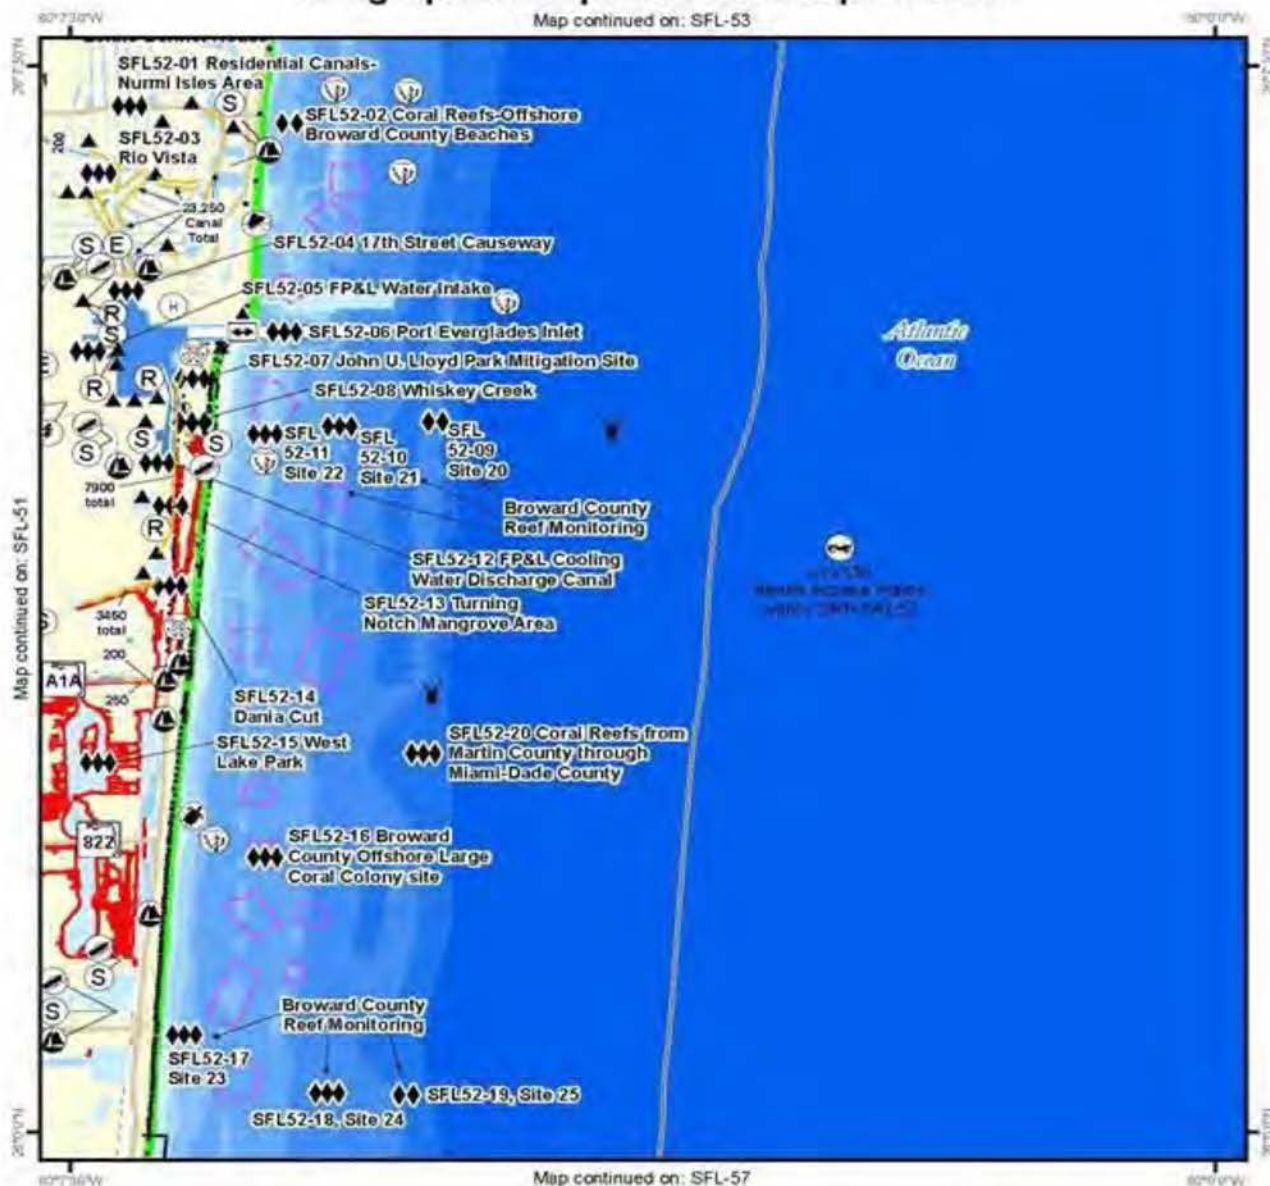 Map continued on: SFL-53
SFL52-01 Residential Canals-
Nurmi Isles Area
S
SFL52-02 Coral Reefs-Offshore
Broward County Beaches
200
SFL52-03
Rio Vista
23,250
Canal
Total
S
E
SFL52-04 17th Street Causeway
SFL52-05 FP&L Water Intake
R
H
S
SFL52-06 Port Everglades Inlet
Atlantic
Ocean
SFL52-07 John U. Lloyd Park Mitigation Site
E
R
R
SFL52-08 Whiskey Creek
SFL
52-11
Site 22
SFL
52-10
Site 21
SFL
52-09
Site 20
S
S
S
7900
total
Broward County
Reef Monitoring
R
SFL52-12 FP&L Cooling
Water Discharge Canal
SFL52-13 Turning
Notch Mangrove Area
3450
total
S
200
A1A
250
Map continued on: SFL-51
SFL52-14
Dania Cut
SFL52-15 West
Lake Park
SFL52-20 Coral Reefs from
Martin County through
Miami-Dade County
822
SFL52-16 Broward
County Offshore Large
Coral Colony site
S
S
Broward County
Reef Monitoring
SFL52-17
Site 23
SFL52-18, Site 24
SFL52-19, Site 25
Map continued on: SFL-57